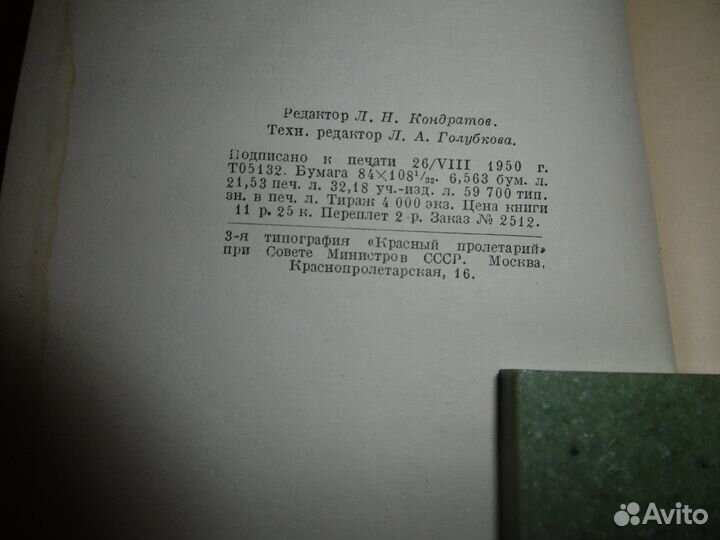 Редактор Л. Н. Кондратов.
Техн. редактор Л. А. Голубкова.
Подписано к печати 26/VIII 1950 г.
Т05132. Бумага 84×108¹/₃₂. 6,563 бум. л.
21,53 печ. л. 32,18 уч.-изд. л. 59 700 тип.
зн. в печ. л. Тираж 4 000 экз. Цена книги
11 р. 25 к. Переплет 2 р. Заказ № 2512.
3-я типография «Красный пролетарий»
при Совете Министров СССР. Москва,
Краснопролетарская, 16.
Avito